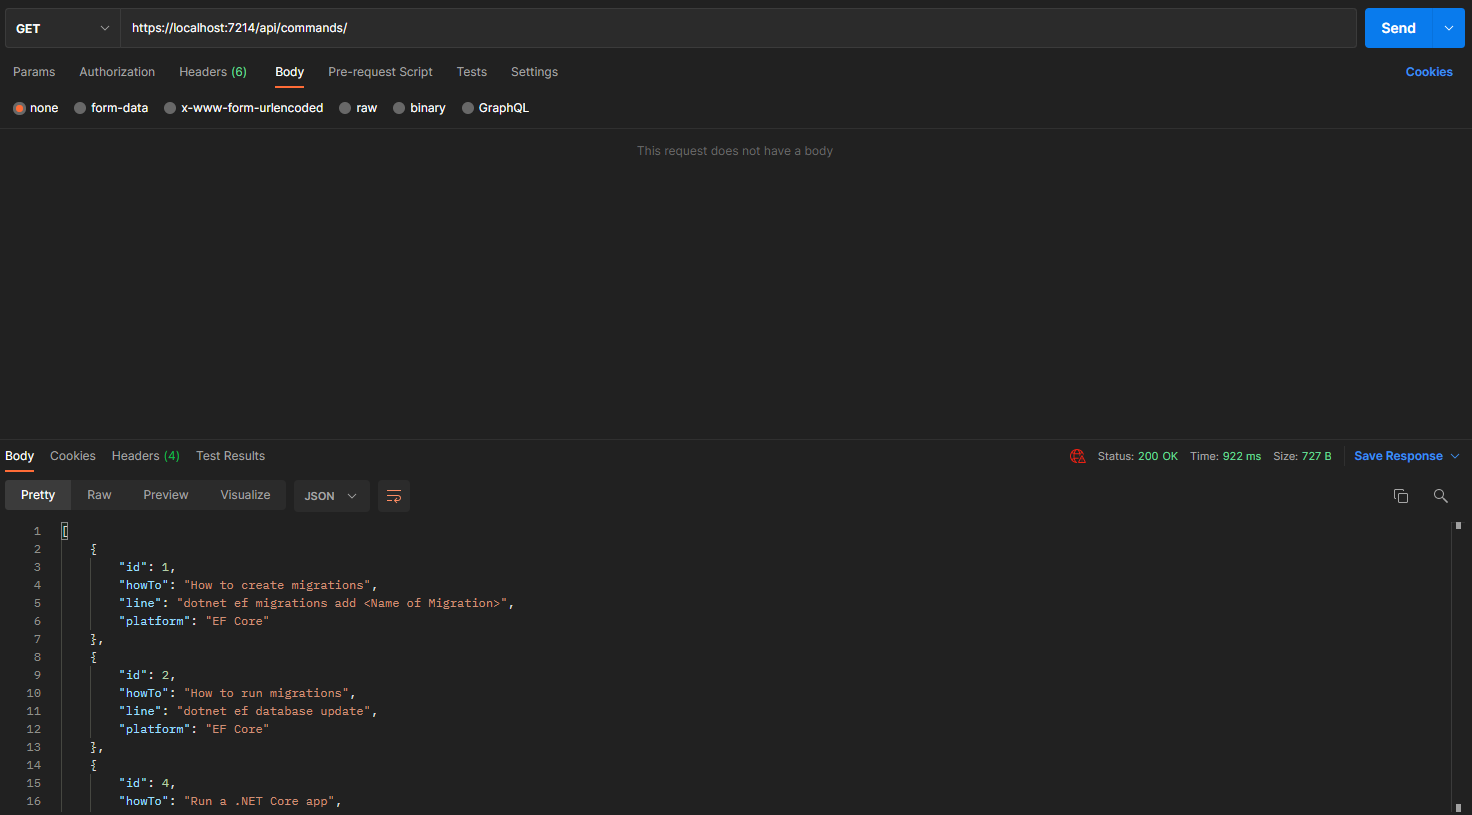 GET https://localhost:7214/api/commands/ Send
Params Authorization Headers (6) Body Pre-request Script Tests Settings Cookies
none form-data x-www-form-urlencoded raw binary GraphQL
This request does not have a body
Body Cookies Headers (4) Test Results Status: 200 OK Time: 922 ms Size: 727 B Save Response
Pretty Raw Preview Visualize JSON
1 [
2 {
3 "id": 1,
4 "howTo": "How to create migrations",
5 "line": "dotnet ef migrations add <Name of Migration>",
6 "platform": "EF Core"
7 },
8 {
9 "id": 2,
10 "howTo": "How to run migrations",
11 "line": "dotnet ef database update",
12 "platform": "EF Core"
13 },
14 {
15 "id": 4,
16 "howTo": "Run a .NET Core app",